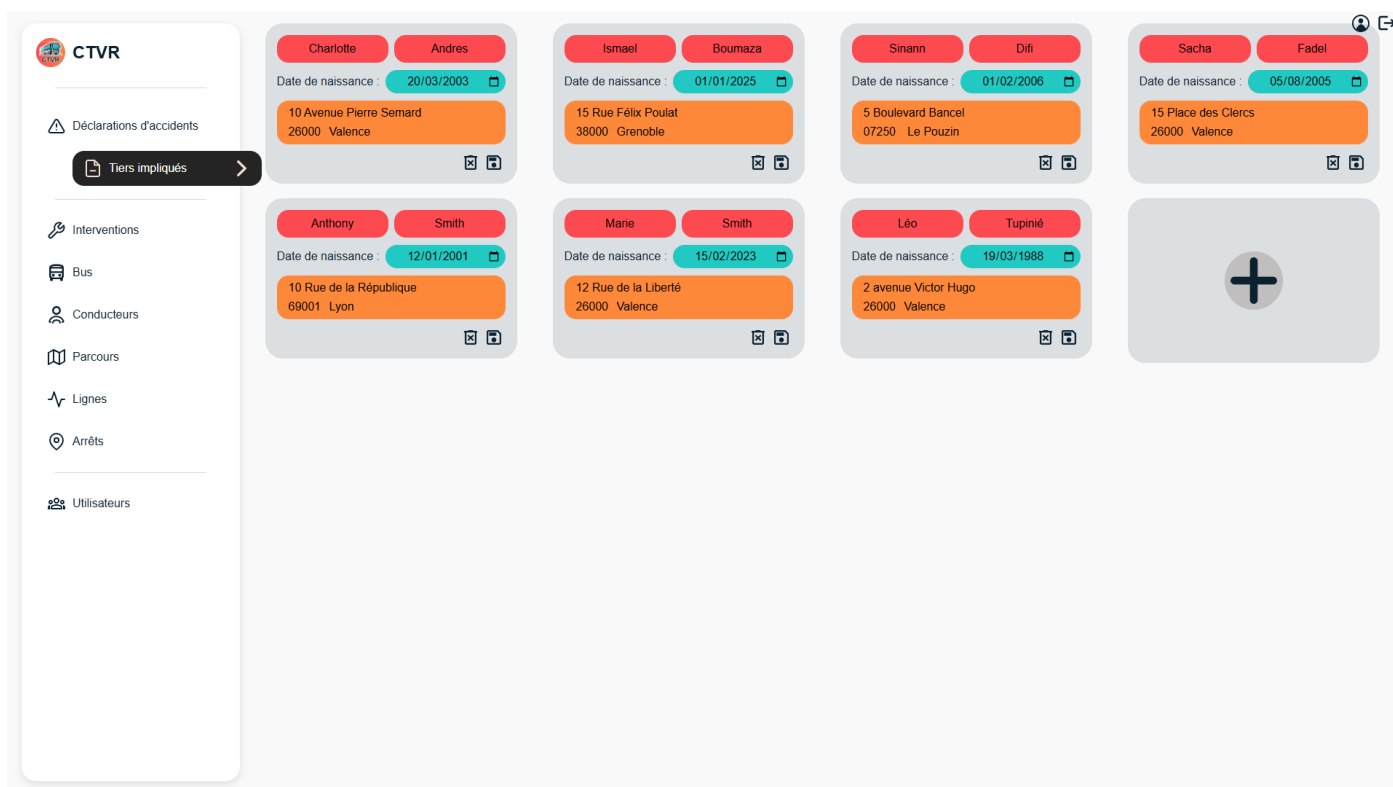 CTVR
CTVR
Déclarations d'accidents
Tiers impliqués
Interventions
Bus
Conducteurs
Parcours
Lignes
Arrêts
Utilisateurs
Charlotte Andres
Date de naissance : 20/03/2003
10 Avenue Pierre Semard
26000 Valence
Ismael Boumaza
Date de naissance : 01/01/2025
15 Rue Félix Poulat
38000 Grenoble
Sinann Difi
Date de naissance : 01/02/2006
5 Boulevard Bancel
07250 Le Pouzin
Sacha Fadel
Date de naissance : 05/08/2005
15 Place des Clercs
26000 Valence
Anthony Smith
Date de naissance : 12/01/2001
10 Rue de la République
69001 Lyon
Marie Smith
Date de naissance : 15/02/2023
12 Rue de la Liberté
26000 Valence
Léo Tupinié
Date de naissance : 19/03/1988
2 avenue Victor Hugo
26000 Valence